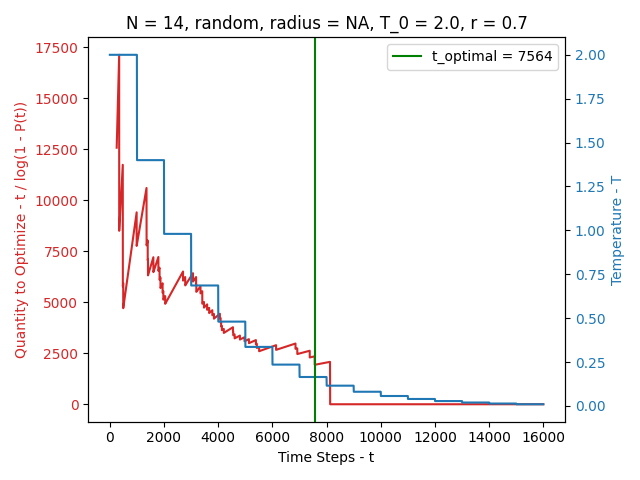 N = 14, random, radius = NA, T_0 = 2.0, r = 0.7
t_optimal = 7564
Quantity to Optimize - t / log(1 - P(t))
17500
15000
12500
10000
7500
5000
2500
0
2.00
1.75
1.50
1.25
1.00
0.75
0.50
0.25
0.00
Temperature - T
0 2000 4000 6000 8000 10000 12000 14000 16000
Time Steps - t